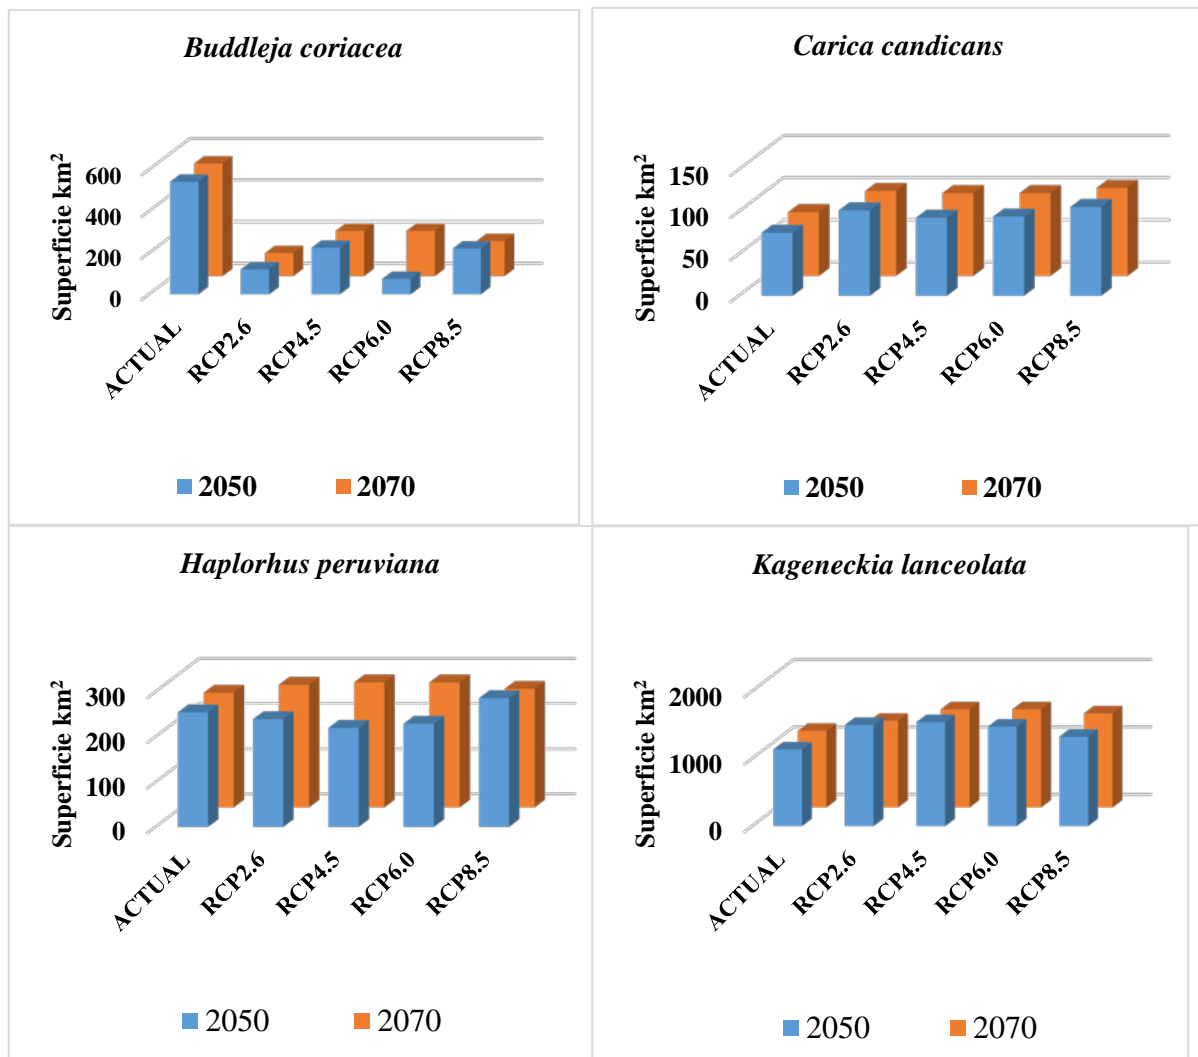 Buddleja coriacea
Superficie km²
600
400
200
0
ACTUAL
RCP2.6
RCP4.5
RCP6.0
RCP8.5
2050 2070
Carica candicans
Superficie km²
150
100
50
0
ACTUAL
RCP2.6
RCP4.5
RCP6.0
RCP8.5
2050 2070
Haplorhus peruviana
Superficie km²
300
200
100
0
ACTUAL
RCP2.6
RCP4.5
RCP6.0
RCP8.5
2050 2070
Kageneckia lanceolata
Superficie km²
2000
1000
0
ACTUAL
RCP2.6
RCP4.5
RCP6.0
RCP8.5
2050 2070